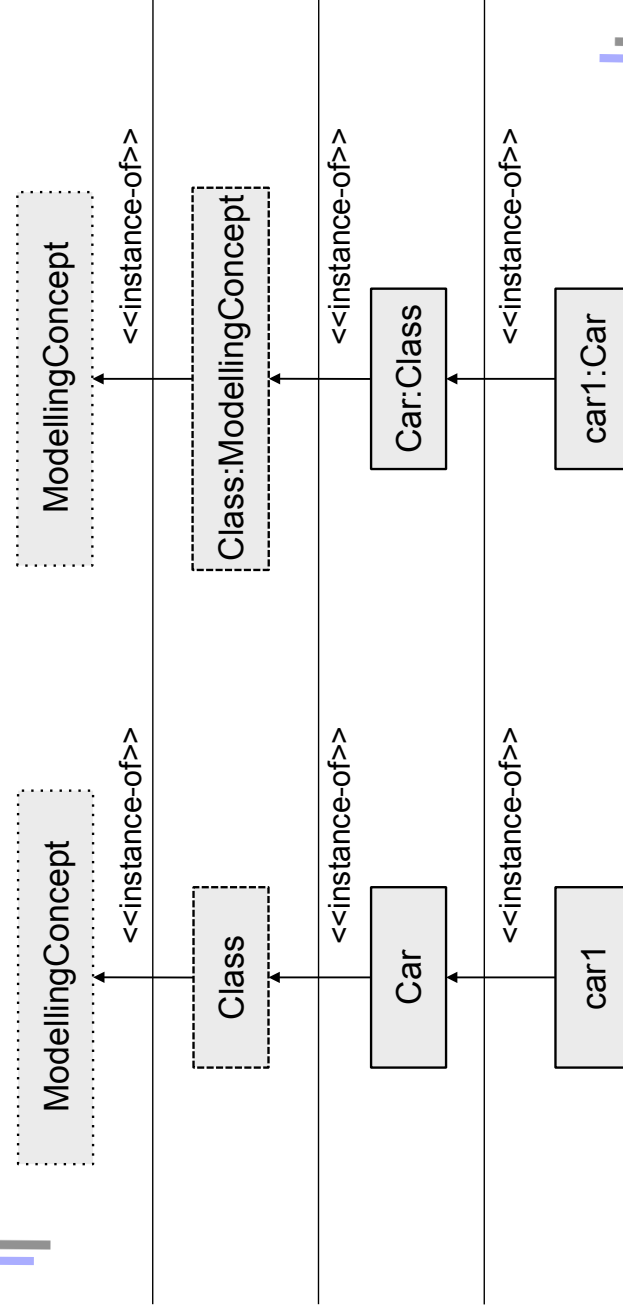 ModellingConcept
ModellingConcept
<<instance-of>>
<<instance-of>>
Class
Class:ModellingConcept
<<instance-of>>
<<instance-of>>
Car
Car:Class
<<instance-of>>
<<instance-of>>
car1
car1:Car